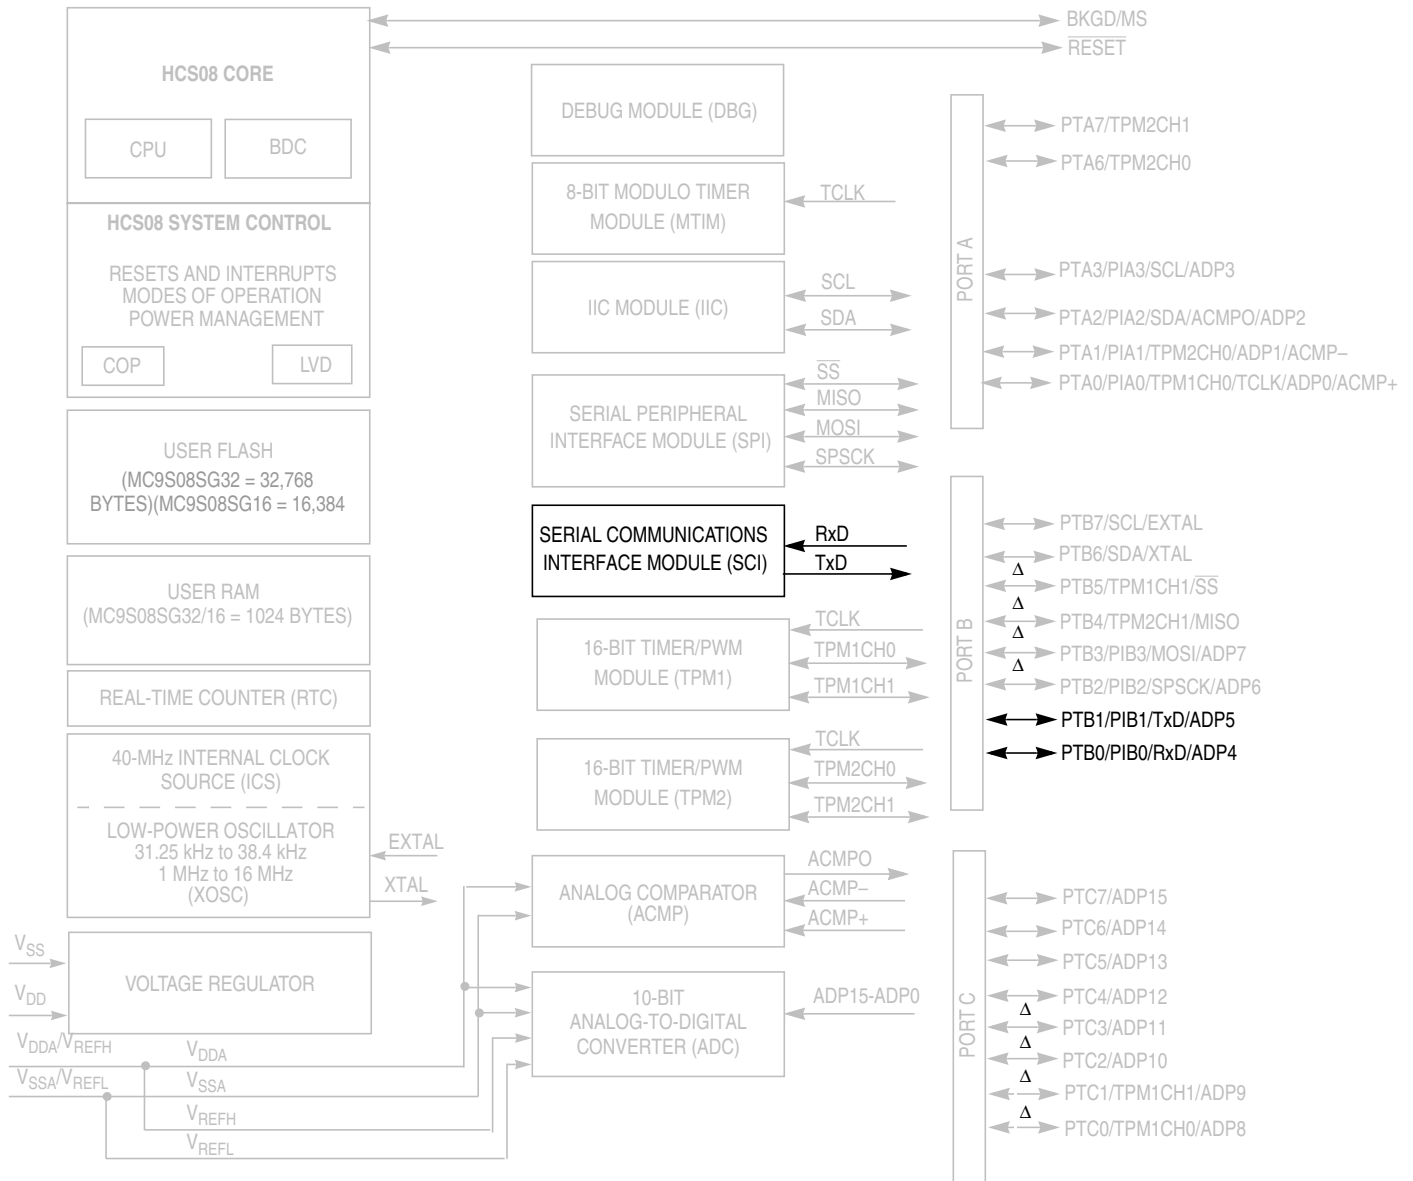 HCS08 CORE
CPU
BDC
HCS08 SYSTEM CONTROL
RESETS AND INTERRUPTS
MODES OF OPERATION
POWER MANAGEMENT
COP
LVD
USER FLASH
(MC9S08SG32 = 32,768
BYTES)(MC9S08SG16 = 16,384
USER RAM
(MC9S08SG32/16 = 1024 BYTES)
REAL-TIME COUNTER (RTC)
40-MHz INTERNAL CLOCK
SOURCE (ICS)
LOW-POWER OSCILLATOR
31.25 kHz to 38.4 kHz
1 MHz to 16 MHz
(XOSC)
EXTAL
XTAL
VSS
VDD
VOLTAGE REGULATOR
VDDA/VREFH
VSSA/VREFL
VDDA
VSSA
VREFH
VREFL
DEBUG MODULE (DBG)
8-BIT MODULO TIMER
MODULE (MTIM)
TCLK
IIC MODULE (IIC)
SCL
SDA
SERIAL PERIPHERAL
INTERFACE MODULE (SPI)
SS
MISO
MOSI
SPSCK
SERIAL COMMUNICATIONS
INTERFACE MODULE (SCI)
RxD
TxD
16-BIT TIMER/PWM
MODULE (TPM1)
TCLK
TPM1CH0
TPM1CH1
16-BIT TIMER/PWM
MODULE (TPM2)
TCLK
TPM2CH0
TPM2CH1
ANALOG COMPARATOR
(ACMP)
ACMPO
ACMP–
ACMP+
10-BIT
ANALOG-TO-DIGITAL
CONVERTER (ADC)
ADP15-ADP0
BKGD/MS
RESET
PORT A
PTA7/TPM2CH1
PTA6/TPM2CH0
PTA3/PIA3/SCL/ADP3
PTA2/PIA2/SDA/ACMPO/ADP2
PTA1/PIA1/TPM2CH0/ADP1/ACMP–
PTA0/PIA0/TPM1CH0/TCLK/ADP0/ACMP+
PORT B
PTB7/SCL/EXTAL
PTB6/SDA/XTAL
Δ
PTB5/TPM1CH1/SS
Δ
PTB4/TPM2CH1/MISO
Δ
PTB3/PIB3/MOSI/ADP7
Δ
PTB2/PIB2/SPSCK/ADP6
PTB1/PIB1/TxD/ADP5
PTB0/PIB0/RxD/ADP4
PORT C
PTC7/ADP15
PTC6/ADP14
PTC5/ADP13
PTC4/ADP12
Δ
PTC3/ADP11
Δ
PTC2/ADP10
Δ
PTC1/TPM1CH1/ADP9
Δ
PTC0/TPM1CH0/ADP8